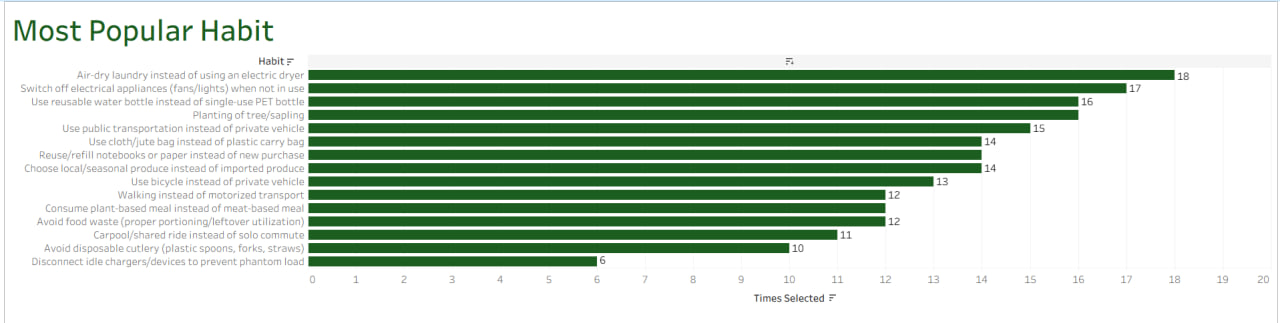 Most Popular Habit
Habit
Air-dry laundry instead of using an electric dryer 18
Switch off electrical appliances (fans/lights) when not in use 17
Use reusable water bottle instead of single-use PET bottle 16
Planting of tree/sapling
Use public transportation instead of private vehicle 15
Use cloth/jute bag instead of plastic carry bag 14
Reuse/refill notebooks or paper instead of new purchase
Choose local/seasonal produce instead of imported produce 14
Use bicycle instead of private vehicle 13
Walking instead of motorized transport 12
Consume plant-based meal instead of meat-based meal
Avoid food waste (proper portioning/leftover utilization) 12
Carpool/shared ride instead of solo commute 11
Avoid disposable cutlery (plastic spoons, forks, straws) 10
Disconnect idle chargers/devices to prevent phantom load 6
0 1 2 3 4 5 6 7 8 9 10 11 12 13 14 15 16 17 18 19 20
Times Selected